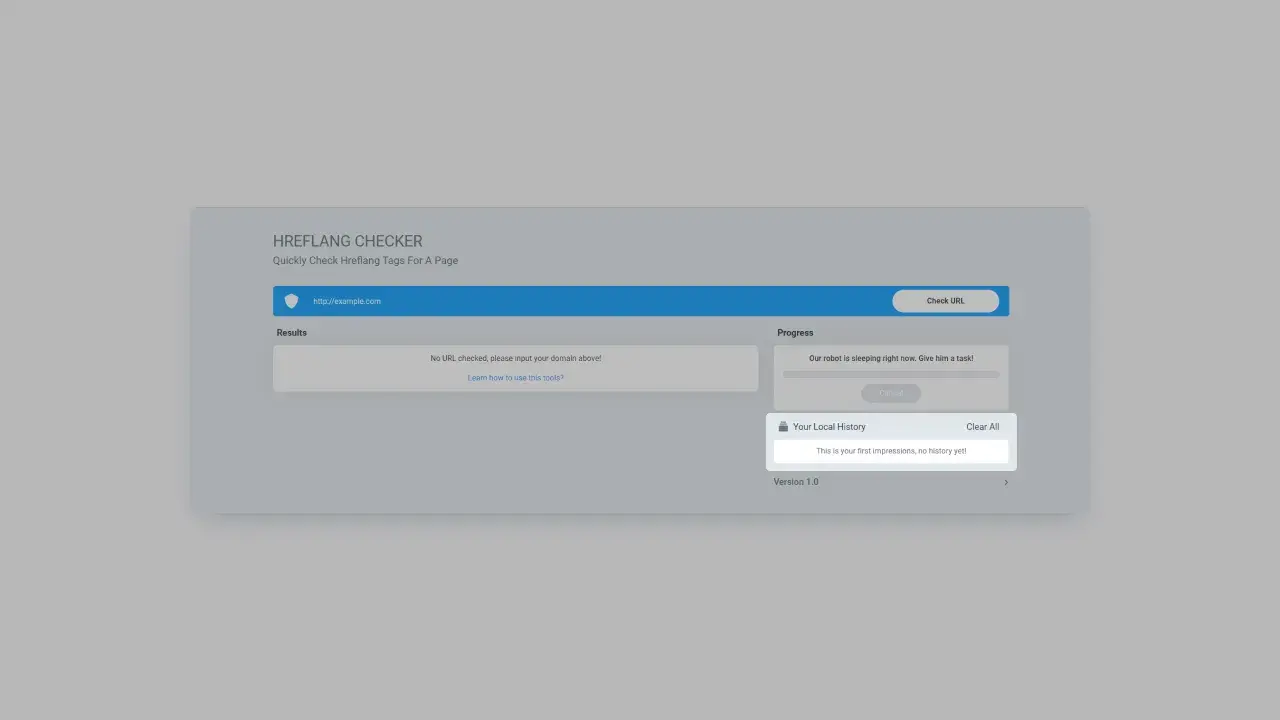 HREFLANG CHECKER
Quickly Check Hreflang Tags For A Page
http://example.com
Check URL
Results
No URL checked, please input your domain above!
Learn how to use this tools?
Progress
Our robot is sleeping right now. Give him a task!
Your Local History
Clear All
This is your first impressions, no history yet!
Version 1.0